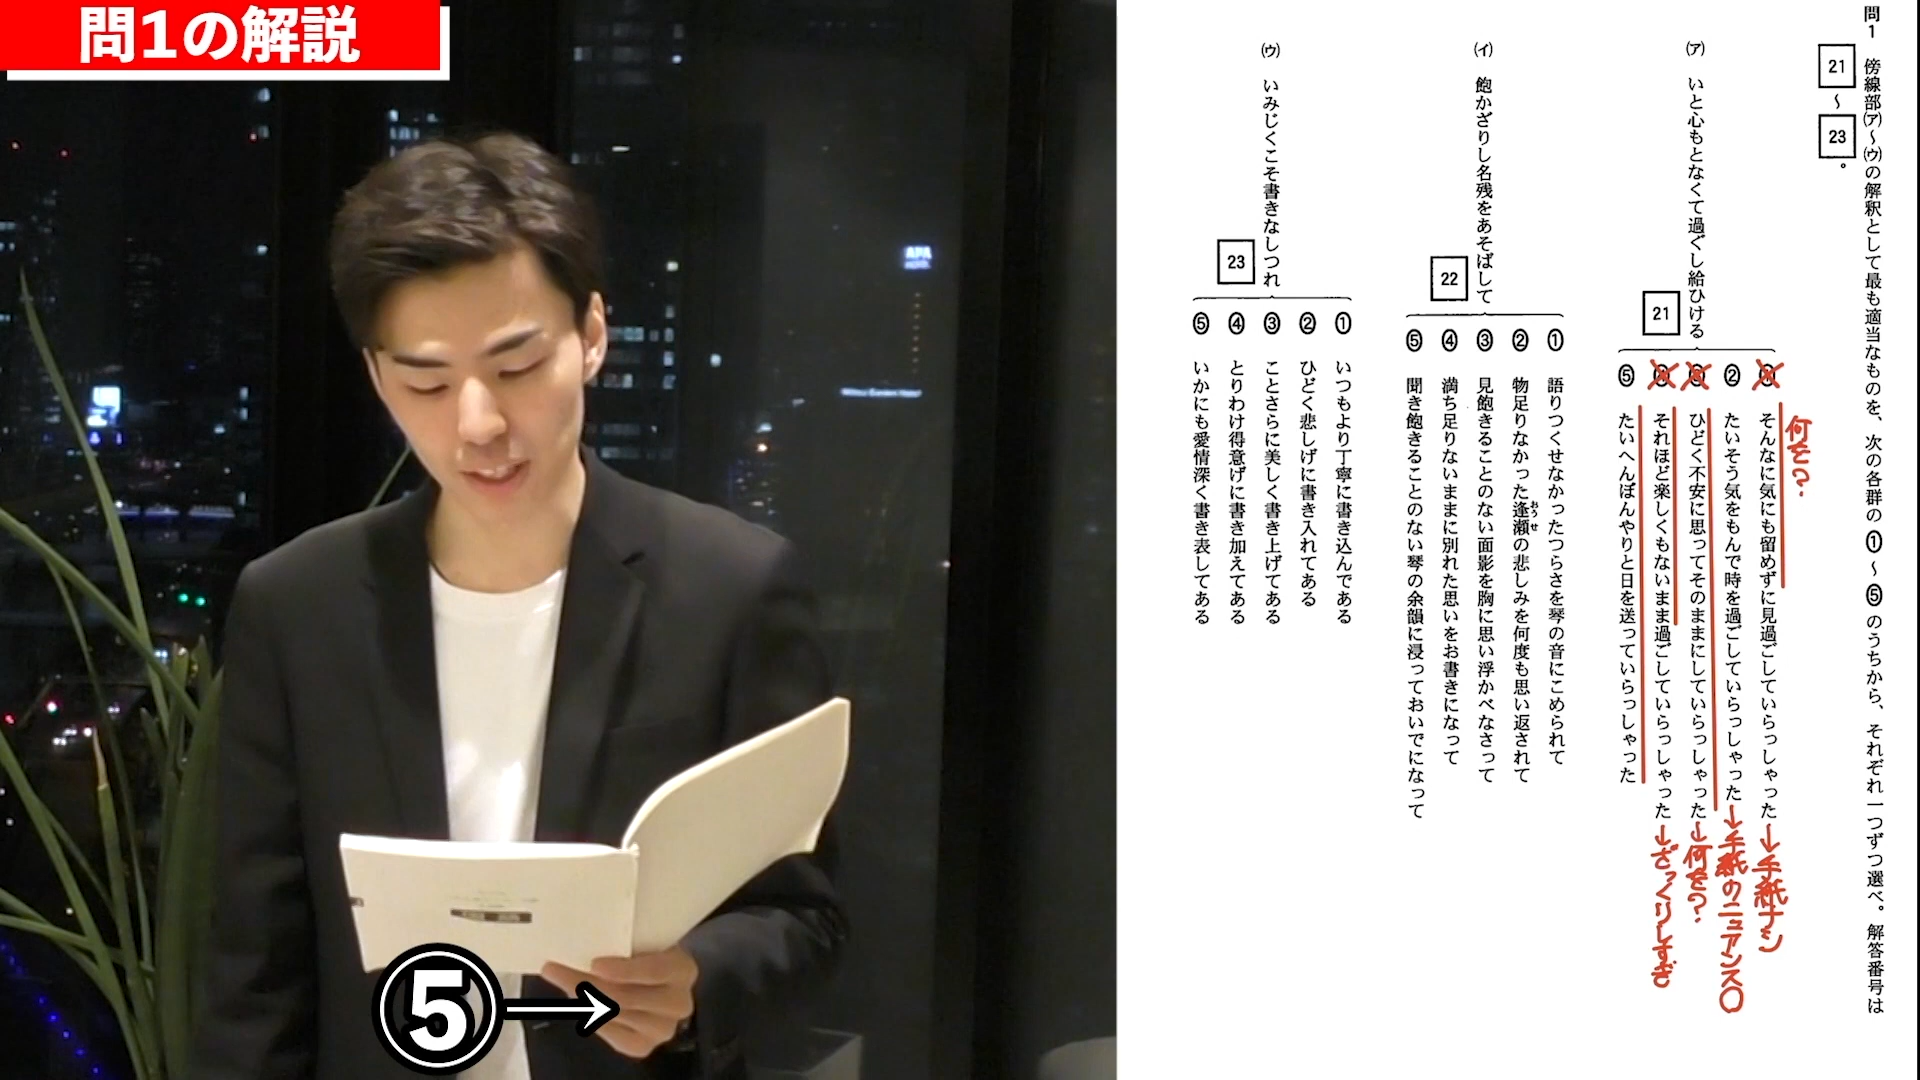 問1の解説
APA
⑤→
問1 傍線部㋐～㋒の解釈として最も適当なものを、次の各群の①～⑤のうちから、それぞれ一つずつ選べ。解答番号は
21～23。
㋐ いと心もとなくて過ぐし給ひける
21
① そんなに気にも留めずに見過ごしていらっしゃった
② たいそう気をもんで時を過ごしていらっしゃった
③ ひどく不安に思ってそのままにしていらっしゃった
④ それほど楽しくもないまま過ごしていらっしゃった
⑤ たいへんぼんやりと日を送っていらっしゃった
何を?
→手紙ナシ
→手紙のニュアンス○
→何を?
→ざっくりしすぎ
㋑ 飽かざりし名残をあそばして
22
① 語りつくせなかったつらさを琴の音にこめられて
② 物足りなかった逢瀬の悲しみを何度も思い返されて
おうせ
③ 見飽きることのない面影を胸に思い浮かべなさって
④ 満ち足りないままに別れた思いをお書きになって
⑤ 聞き飽きることのない琴の余韻に浸っておいでになって
㋒ いみじくこそ書きなしつれ
23
① いつもより丁寧に書き込んである
② ひどく悲しげに書き入れてある
③ ことさらに美しく書き上げてある
④ とりわけ得意げに書き加えてある
⑤ いかにも愛情深く書き表してある